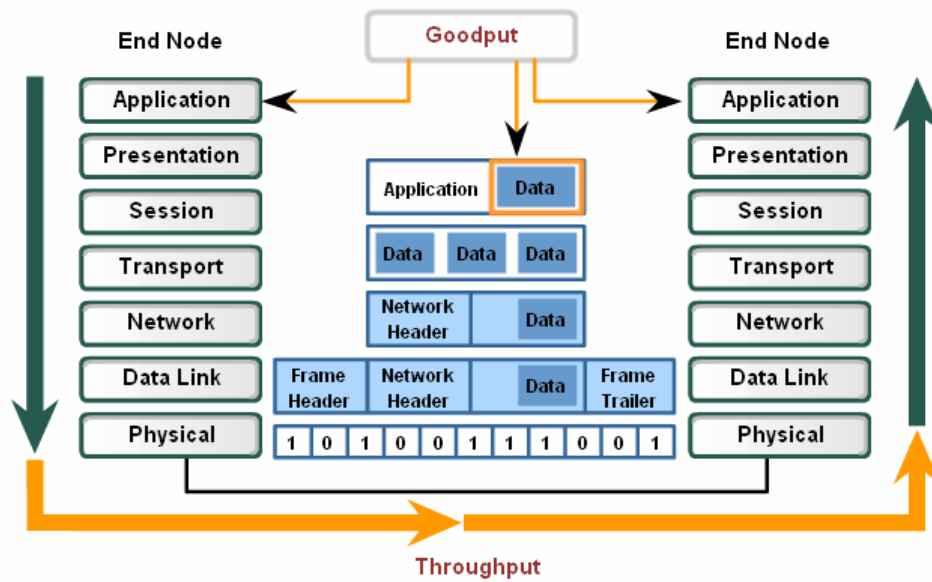 Goodput
End Node
End Node
Application
Application
Presentation
Presentation
Application Data
Session
Session
Data Data Data
Transport
Transport
Network
Header
Data
Network
Network
Frame
Header
Network
Header
Data
Frame
Trailer
Data Link
Data Link
Physical
1 0 1 0 0 1 1 1 0 0 1
Physical
Throughput